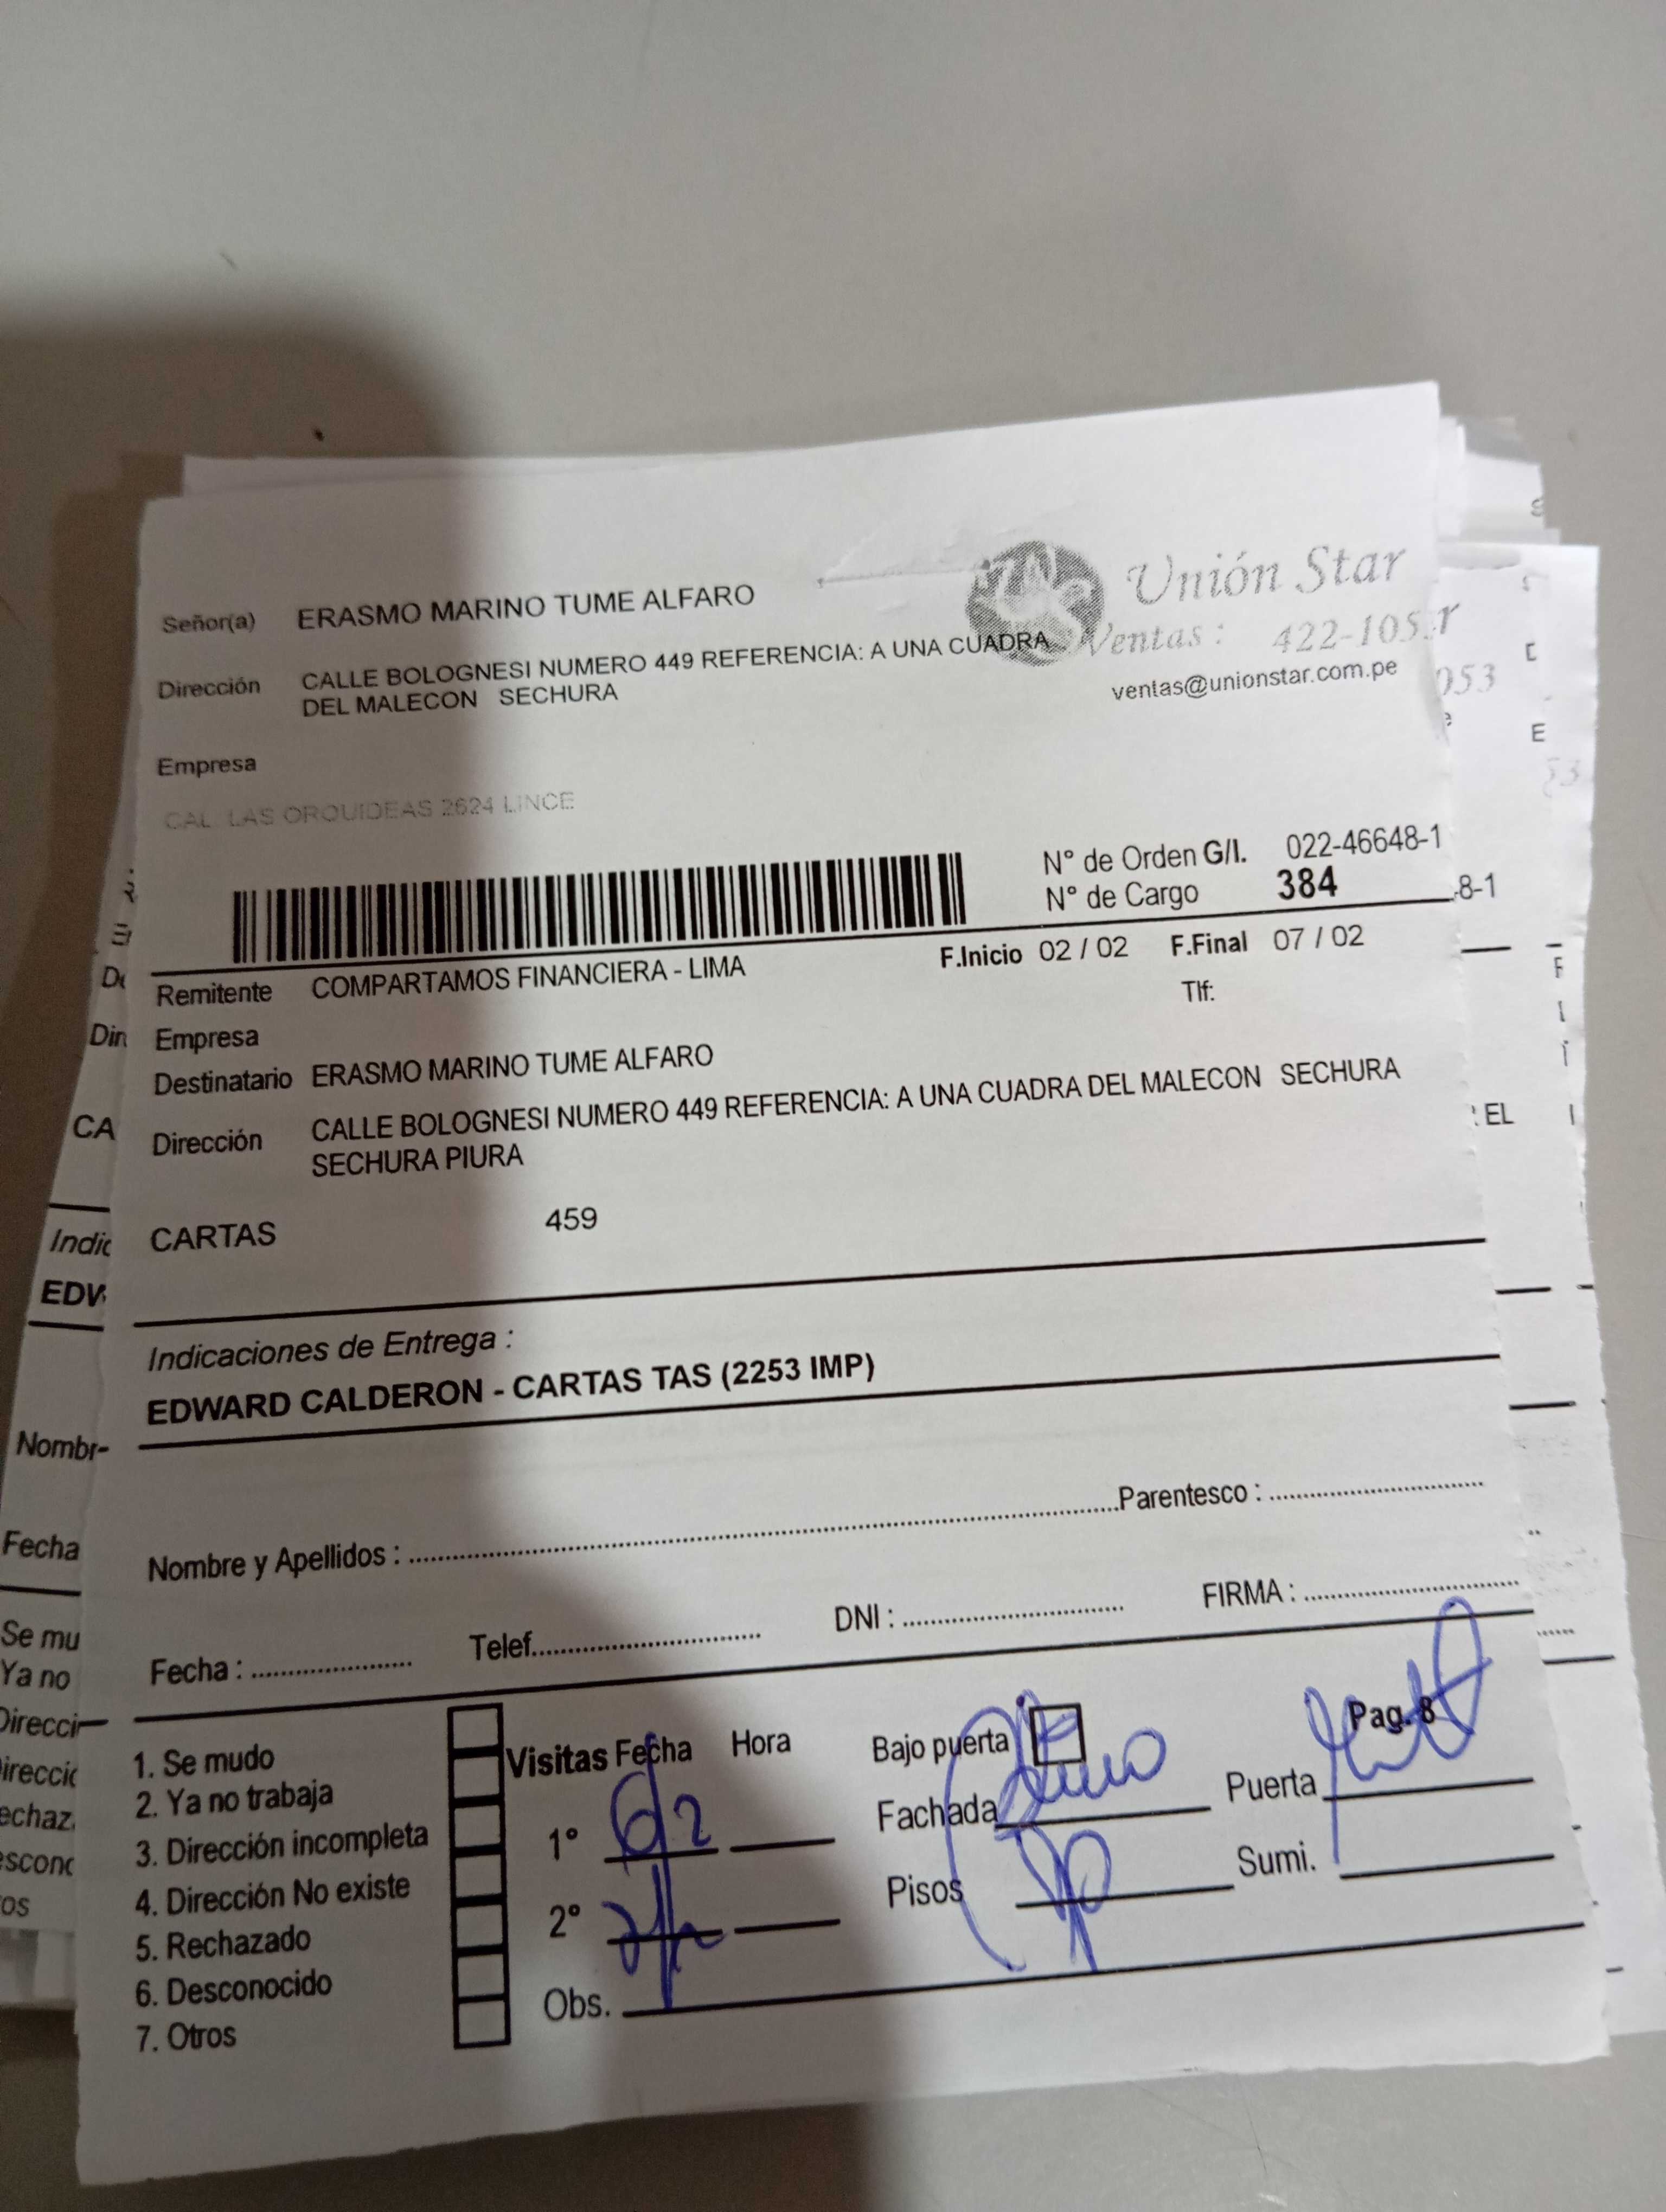 Unión Star
Señor(a) ERASMO MARINO TUME ALFARO
Ventas : 422-105
Dirección CALLE BOLOGNESI NUMERO 449 REFERENCIA: A UNA CUADRA
DEL MALECON SECHURA
ventas@unionstar.com.pe
053
Empresa
CAL LAS ORQUIDEAS 2624 LINCE
N° de Orden G/I. 022-46648-1
N° de Cargo 384
8-1
F.Inicio 02 / 02 F.Final 07 / 02
Remitente COMPARTAMOS FINANCIERA - LIMA
Tlf:
Empresa
Destinatario ERASMO MARINO TUME ALFARO
Dirección CALLE BOLOGNESI NUMERO 449 REFERENCIA: A UNA CUADRA DEL MALECON SECHURA
SECHURA PIURA
EL
CARTAS 459
Indicaciones de Entrega :
EDWARD CALDERON - CARTAS TAS (2253 IMP)
Nombre y Apellidos : Parentesco :
Fecha : Telef. DNI : FIRMA :
Pag. 8
1. Se mudo
2. Ya no trabaja
3. Dirección incompleta
4. Dirección No existe
5. Rechazado
6. Desconocido
7. Otros
Visitas Fecha Hora
1°
2°
Obs.
Bajo puerta
Fachada
Puerta
Pisos
Sumi.